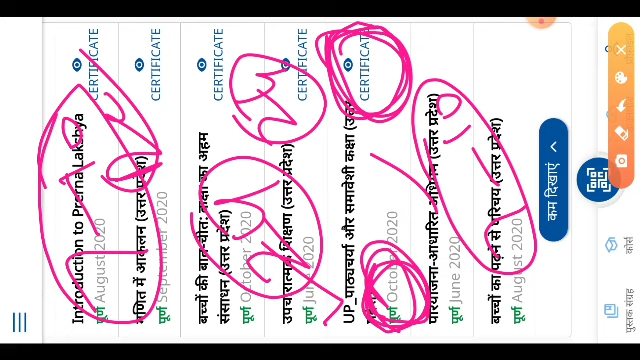 Introduction to Prerna Lakshya
पूर्ण August 2020
CERTIFICATE
गणित में आकलन (उत्तर प्रदेश)
पूर्ण September 2020
CERTIFICATE
बच्चों की बातचीत: कक्षा का अहम
संसाधन (उत्तर प्रदेश)
पूर्ण October 2020
CERTIFICATE
उपचारात्मक शिक्षण (उत्तर प्रदेश)
पूर्ण June 2020
CERTIFICATE
UP_पाठ्यचर्या और समावेशी कक्षा (उत्तर
पूर्ण October 2020
CERTIFICATE
परियोजना-आधारित-अधिगम (उत्तर प्रदेश)
पूर्ण June 2020
बच्चों का पढ़ने से परिचय (उत्तर प्रदेश)
पूर्ण August 2020
कम दिखाएं
पुस्तक संग्रह
कोर्स